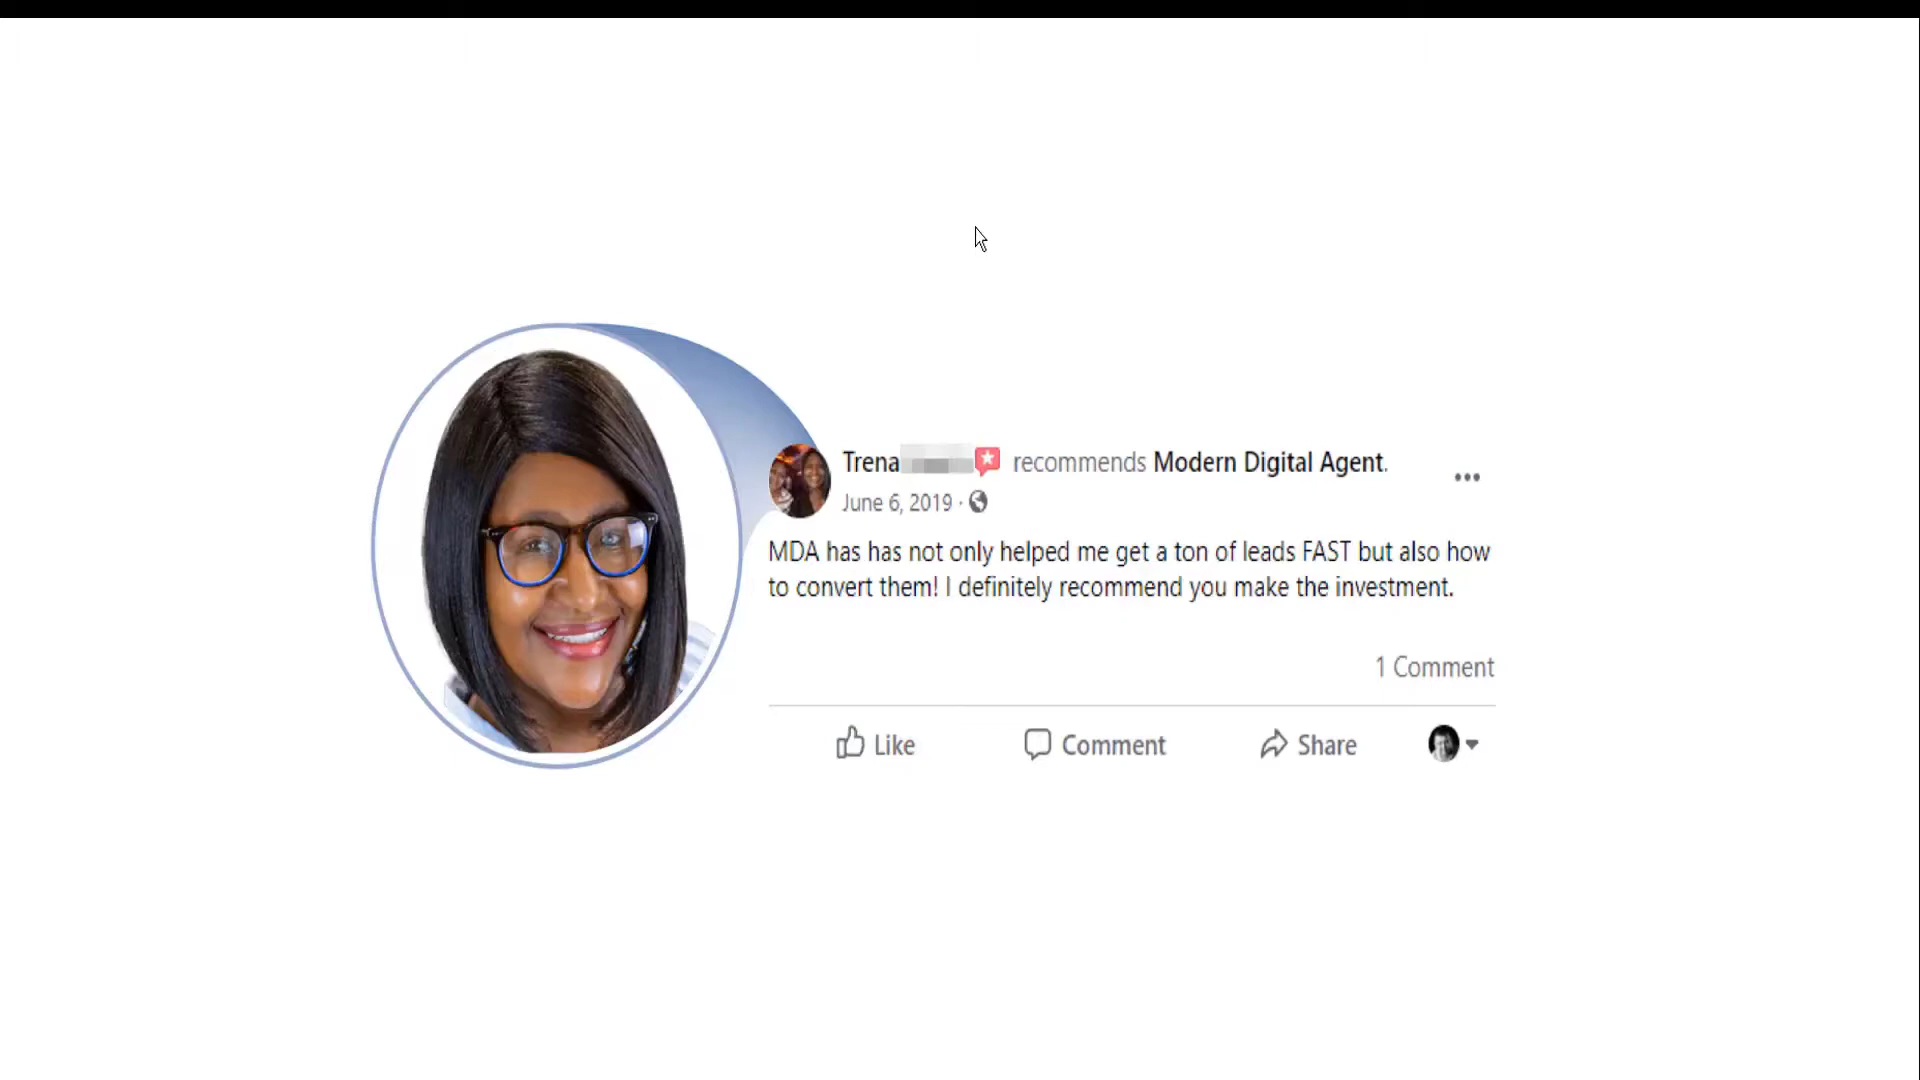 Trena recommends Modern Digital Agent.
June 6, 2019 ·
MDA has has not only helped me get a ton of leads FAST but also how
to convert them! I definitely recommend you make the investment.
1 Comment
Like Comment Share